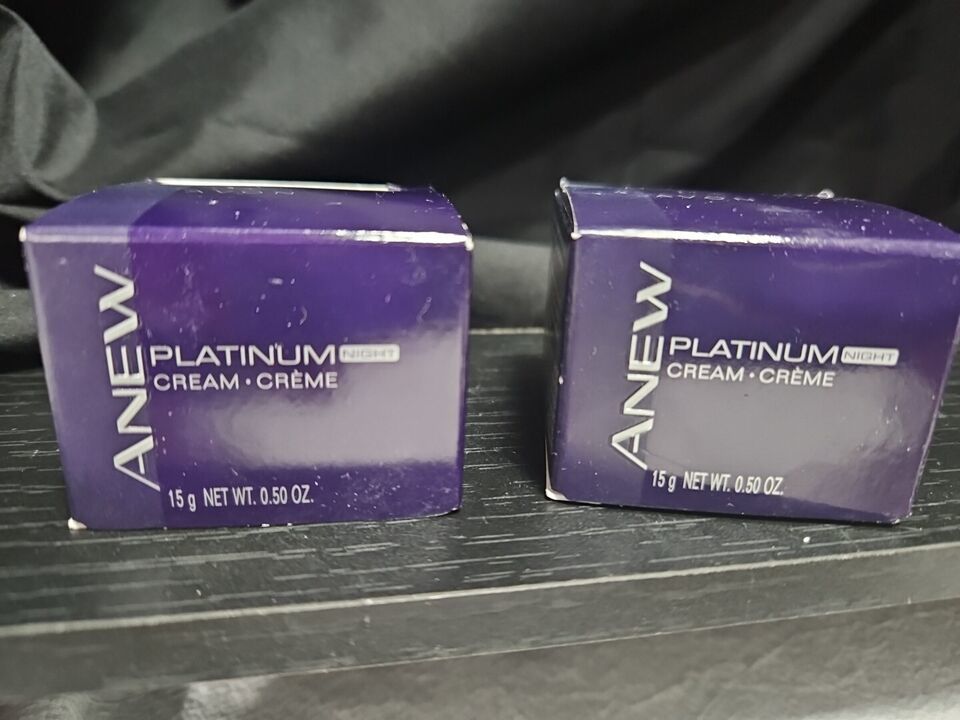 ANEW
PLATINUM NIGHT
CREAM • CRÈME
15 g NET WT. 0.50 OZ.
ANEW
PLATINUM NIGHT
CREAM • CRÈME
15 g NET WT. 0.50 OZ.